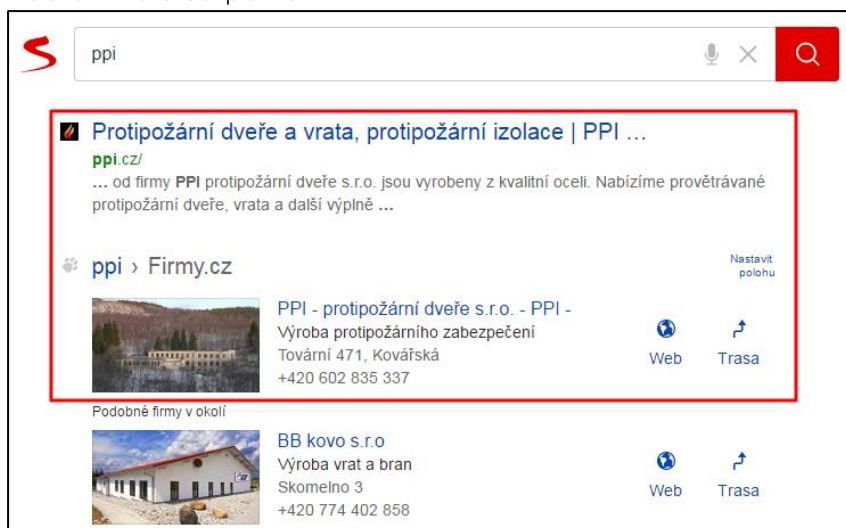 ppi
Protipožární dveře a vrata, protipožární izolace | PPI ...
ppi.cz/
... od firmy PPI protipožární dveře s.r.o. jsou vyrobeny z kvalitní oceli. Nabízíme provětrávané
protipožární dveře, vrata a další výplně ...
ppi › Firmy.cz
Nastavit
polohu
PPI - protipožární dveře s.r.o. - PPI -
Výroba protipožárního zabezpečení
Tovární 471, Kovářská
+420 602 835 337
Web
Trasa
Podobné firmy v okolí
BB kovo s.r.o
Výroba vrat a bran
Skomelno 3
+420 774 402 858
Web
Trasa